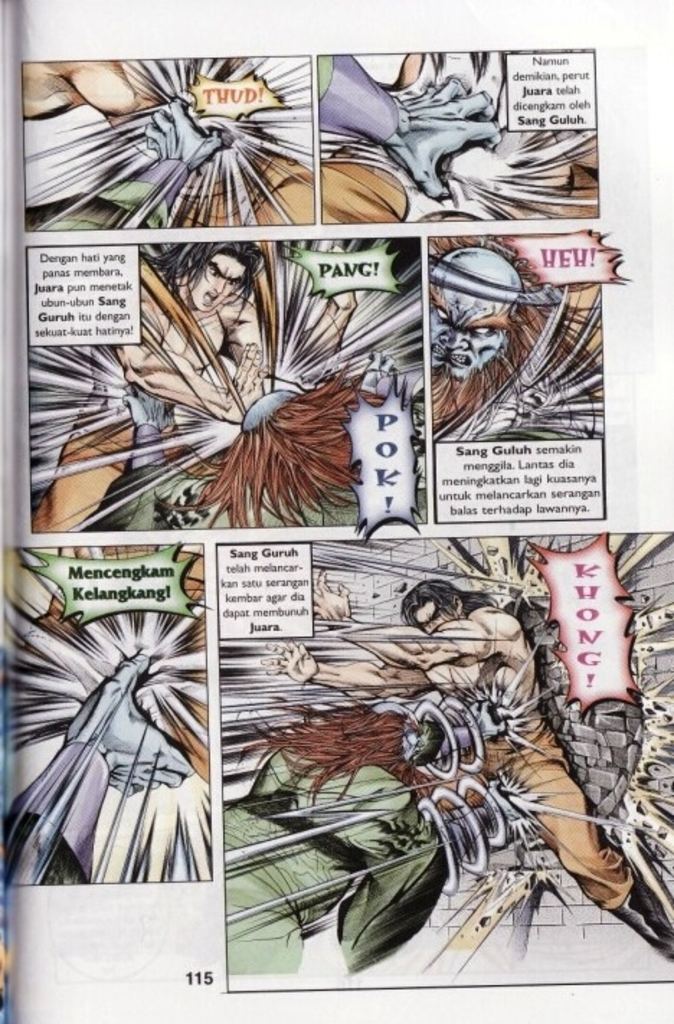 THUD!
Namun
demikian, perut
Juara telah
dicengkam oleh
Sang Guluh.
Dengan hati yang
panas membara,
Juara pun menetak
ubun-ubun Sang
Guruh itu dengan
sekuat-kuat hatinya!
PANG!
POK!
HEH!
Sang Guluh semakin
menggila. Lantas dia
meningkatkan lagi kuasanya
untuk melancarkan serangan
balas terhadap lawannya.
Mencengkam
Kelangkang!
Sang Guruh
telah melancar-
kan satu serangan
kembar agar dia
dapat membunuh
Juara.
KHONG!
115